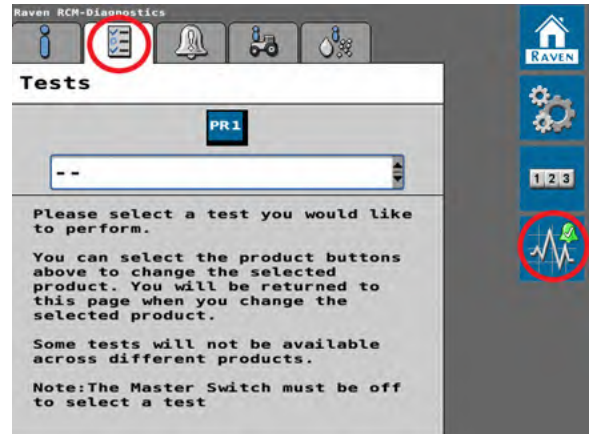 Raven RCM-Diagnostics
Tests
RAVEN
PR1
--
1 2 3
Please select a test you would like
to perform.
You can select the product buttons
above to change the selected
product. You will be returned to
this page when you change the
selected product.
Some tests will not be available
across different products.
Note:The Master Switch must be off
to select a test